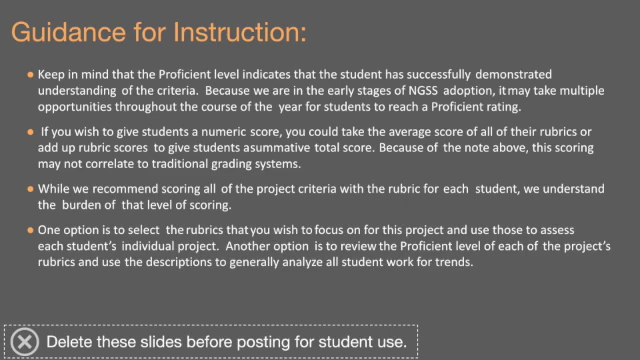 Guidance for Instruction:
Keep in mind that the Proficient level indicates that the student has successfully demonstrated
understanding of the criteria. Because we are in the early stages of NGSS adoption, it may take multiple
opportunities throughout the course of the year for students to reach a Proficient rating.
If you wish to give students a numeric score, you could take the average score of all of their rubrics or
add up rubric scores to give students a summative total score. Because of the note above, this scoring
may not correlate to traditional grading systems.
While we recommend scoring all of the project criteria with the rubric for each student, we understand
the burden of that level of scoring.
One option is to select the rubrics that you wish to focus on for this project and use those to assess
each student's individual project. Another option is to review the Proficient level of each of the project's
rubrics and use the descriptions to generally analyze all student work for trends.
Delete these slides before posting for student use.